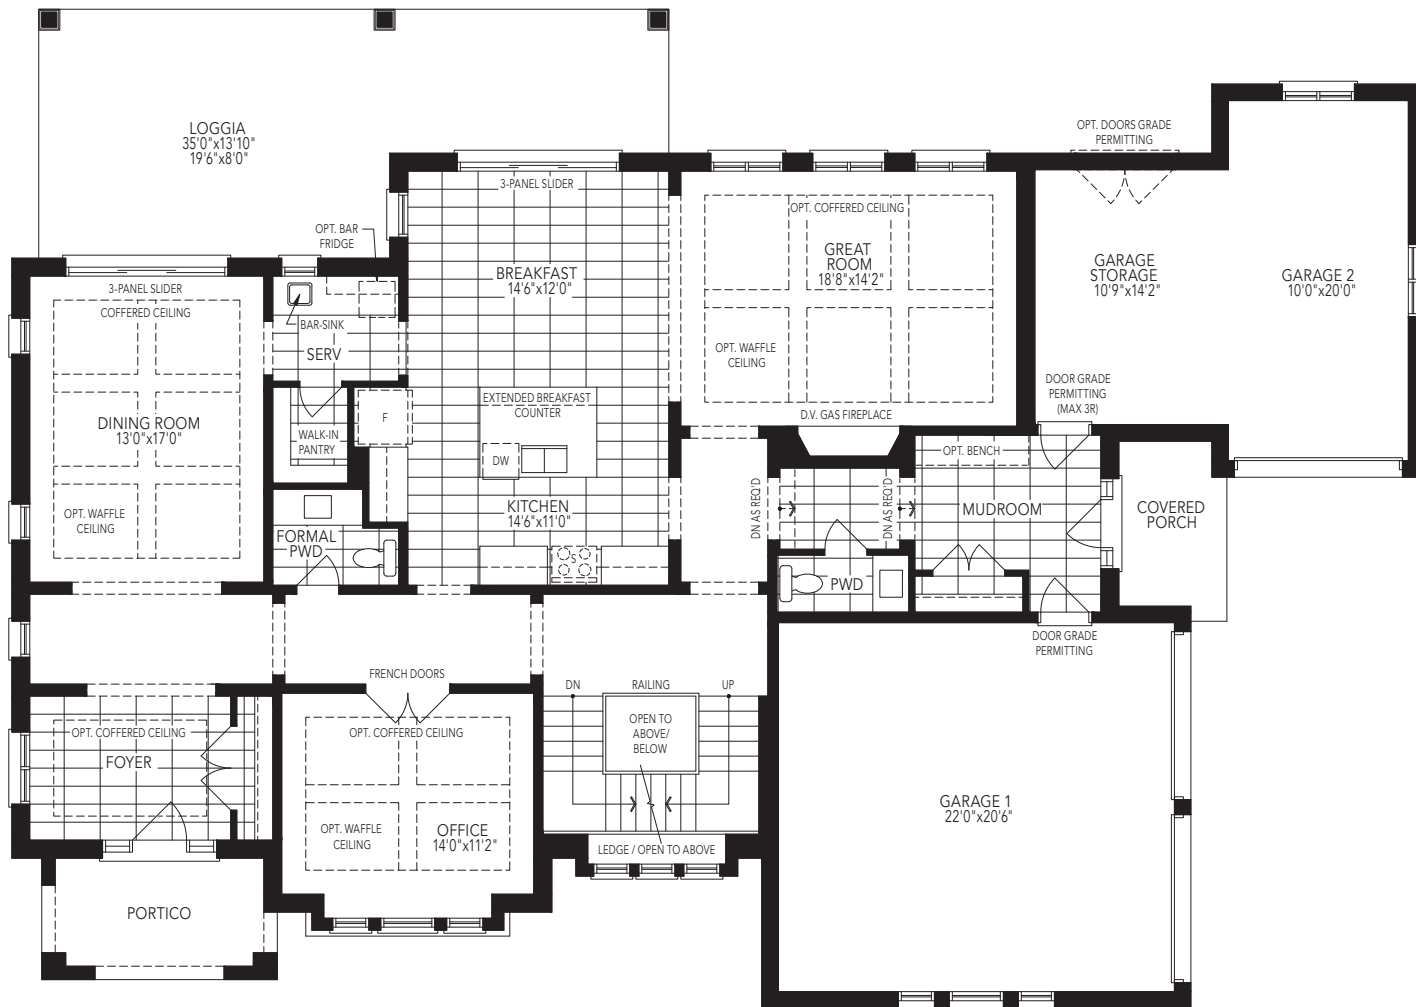 LOGGIA
35'0"x13'10"
19'6"x8'0"
OPT. BAR
FRIDGE
3-PANEL SLIDER
BREAKFAST
14'6"x12'0"
OPT. COFFERED CEILING
GREAT
ROOM
18'8"x14'2"
OPT. WAFFLE
CEILING
D.V. GAS FIREPLACE
OPT. DOORS GRADE
PERMITTING
GARAGE
STORAGE
10'9"x14'2"
GARAGE 2
10'0"x20'0"
DOOR GRADE
PERMITTING
(MAX 3R)
3-PANEL SLIDER
COFFERED CEILING
DINING ROOM
13'0"x17'0"
OPT. WAFFLE
CEILING
BAR-SINK
SERV
WALK-IN
PANTRY
F
EXTENDED BREAKFAST
COUNTER
DW
KITCHEN
14'6"x11'0"
S
FORMAL
PWD
DN AS REQ'D
DN AS REQ'D
OPT. BENCH
MUDROOM
COVERED
PORCH
PWD
DOOR GRADE
PERMITTING
FRENCH DOORS
DN
RAILING
UP
OPEN TO
ABOVE/
BELOW
LEDGE / OPEN TO ABOVE
OPT. COFFERED CEILING
FOYER
OPT. COFFERED CEILING
OPT. WAFFLE
CEILING
OFFICE
14'0"x11'2"
GARAGE 1
22'0"x20'6"
PORTICO